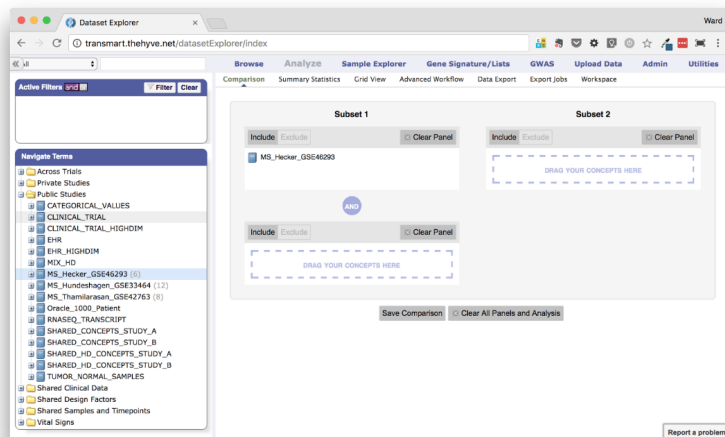 Dataset Explorer
Ward
transmart.thehyve.net/datasetExplorer/index
Browse Analyze Sample Explorer Gene Signature/Lists GWAS Upload Data Admin Utilities
Comparison Summary Statistics Grid View Advanced Workflow Data Export Export Jobs Workspace
Active Filters and Filter Clear
Subset 1 Subset 2
Include Exclude Clear Panel Include Exclude Clear Panel
MS_Hecker_GSE46293
DRAG YOUR CONCEPTS HERE
AND
Include Exclude Clear Panel
DRAG YOUR CONCEPTS HERE
Save Comparison Clear All Panels and Analysis
Navigate Terms
Across Trials
Private Studies
Public Studies
CATEGORICAL_VALUES
CLINICAL_TRIAL
CLINICAL_TRIAL_HIGHDIM
EHR
EHR_HIGHDIM
MIX_HD
MS_Hecker_GSE46293 (6)
MS_Hundeshagen_GSE33464 (12)
MS_Thamilarasan_GSE42763 (8)
Oracle_1000_Patient
RNASEQ_TRANSCRIPT
SHARED_CONCEPTS_STUDY_A
SHARED_CONCEPTS_STUDY_B
SHARED_HD_CONCEPTS_STUDY_A
SHARED_HD_CONCEPTS_STUDY_B
TUMOR_NORMAL_SAMPLES
Shared Clinical Data
Shared Design Factors
Shared Samples and Timepoints
Vital Signs
Report a problem